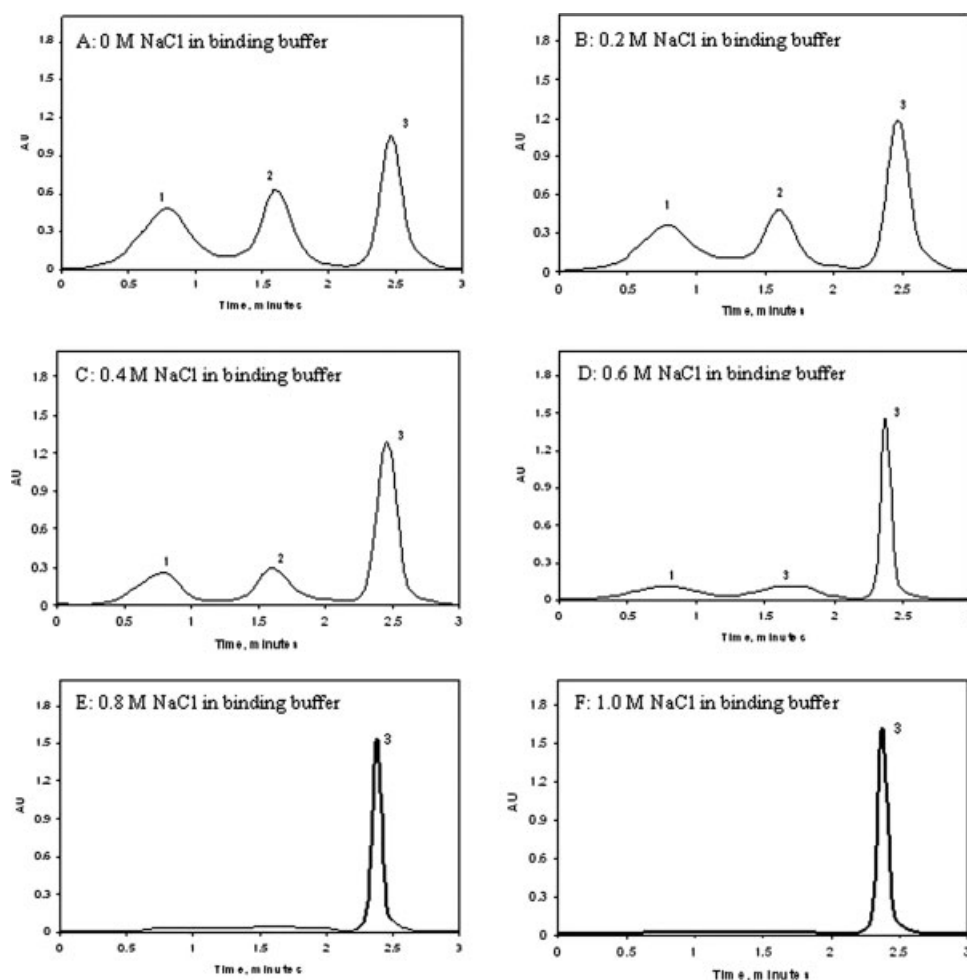 A: 0 M NaCl in binding buffer
1.8
1.5
1.2
0.9
0.6
0.3
0
AU
1
2
3
0 0.5 1 1.5 2 2.5 3
Time, minutes
B: 0.2 M NaCl in binding buffer
1.8
1.5
1.2
0.9
0.6
0.3
0
AU
1
2
3
0 0.5 1 1.5 2 2.5 3
Time, minutes
C: 0.4 M NaCl in binding buffer
1.8
1.5
1.2
0.9
0.6
0.3
0
AU
1
2
3
0 0.5 1 1.5 2 2.5 3
Time, minutes
D: 0.6 M NaCl in binding buffer
1.8
1.5
1.2
0.9
0.6
0.3
0
AU
1
3
3
0 0.5 1 1.5 2 2.5 3
Time, minutes
E: 0.8 M NaCl in binding buffer
1.8
1.5
1.2
0.9
0.6
0.3
0
AU
3
0 0.5 1 1.5 2 2.5 3
Time, minutes
F: 1.0 M NaCl in binding buffer
1.8
1.5
1.2
0.9
0.6
0.3
0
AU
3
0 0.5 1 1.5 2 2.5 3
Time, minutes